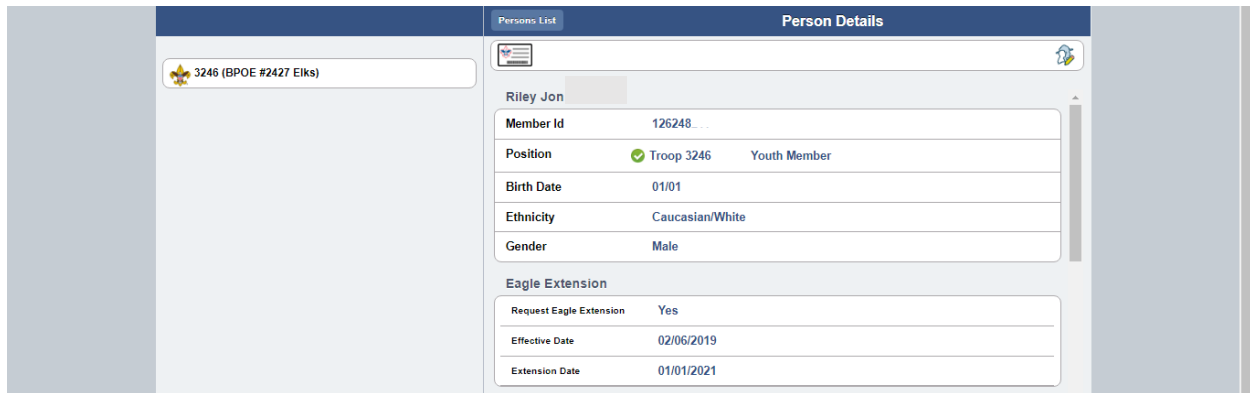 Persons List
Person Details
3246 (BPOE #2427 Elks)
Riley Jon
Member Id 126248
Position Troop 3246 Youth Member
Birth Date 01/01
Ethnicity Caucasian/White
Gender Male
Eagle Extension
Request Eagle Extension Yes
Effective Date 02/06/2019
Extension Date 01/01/2021